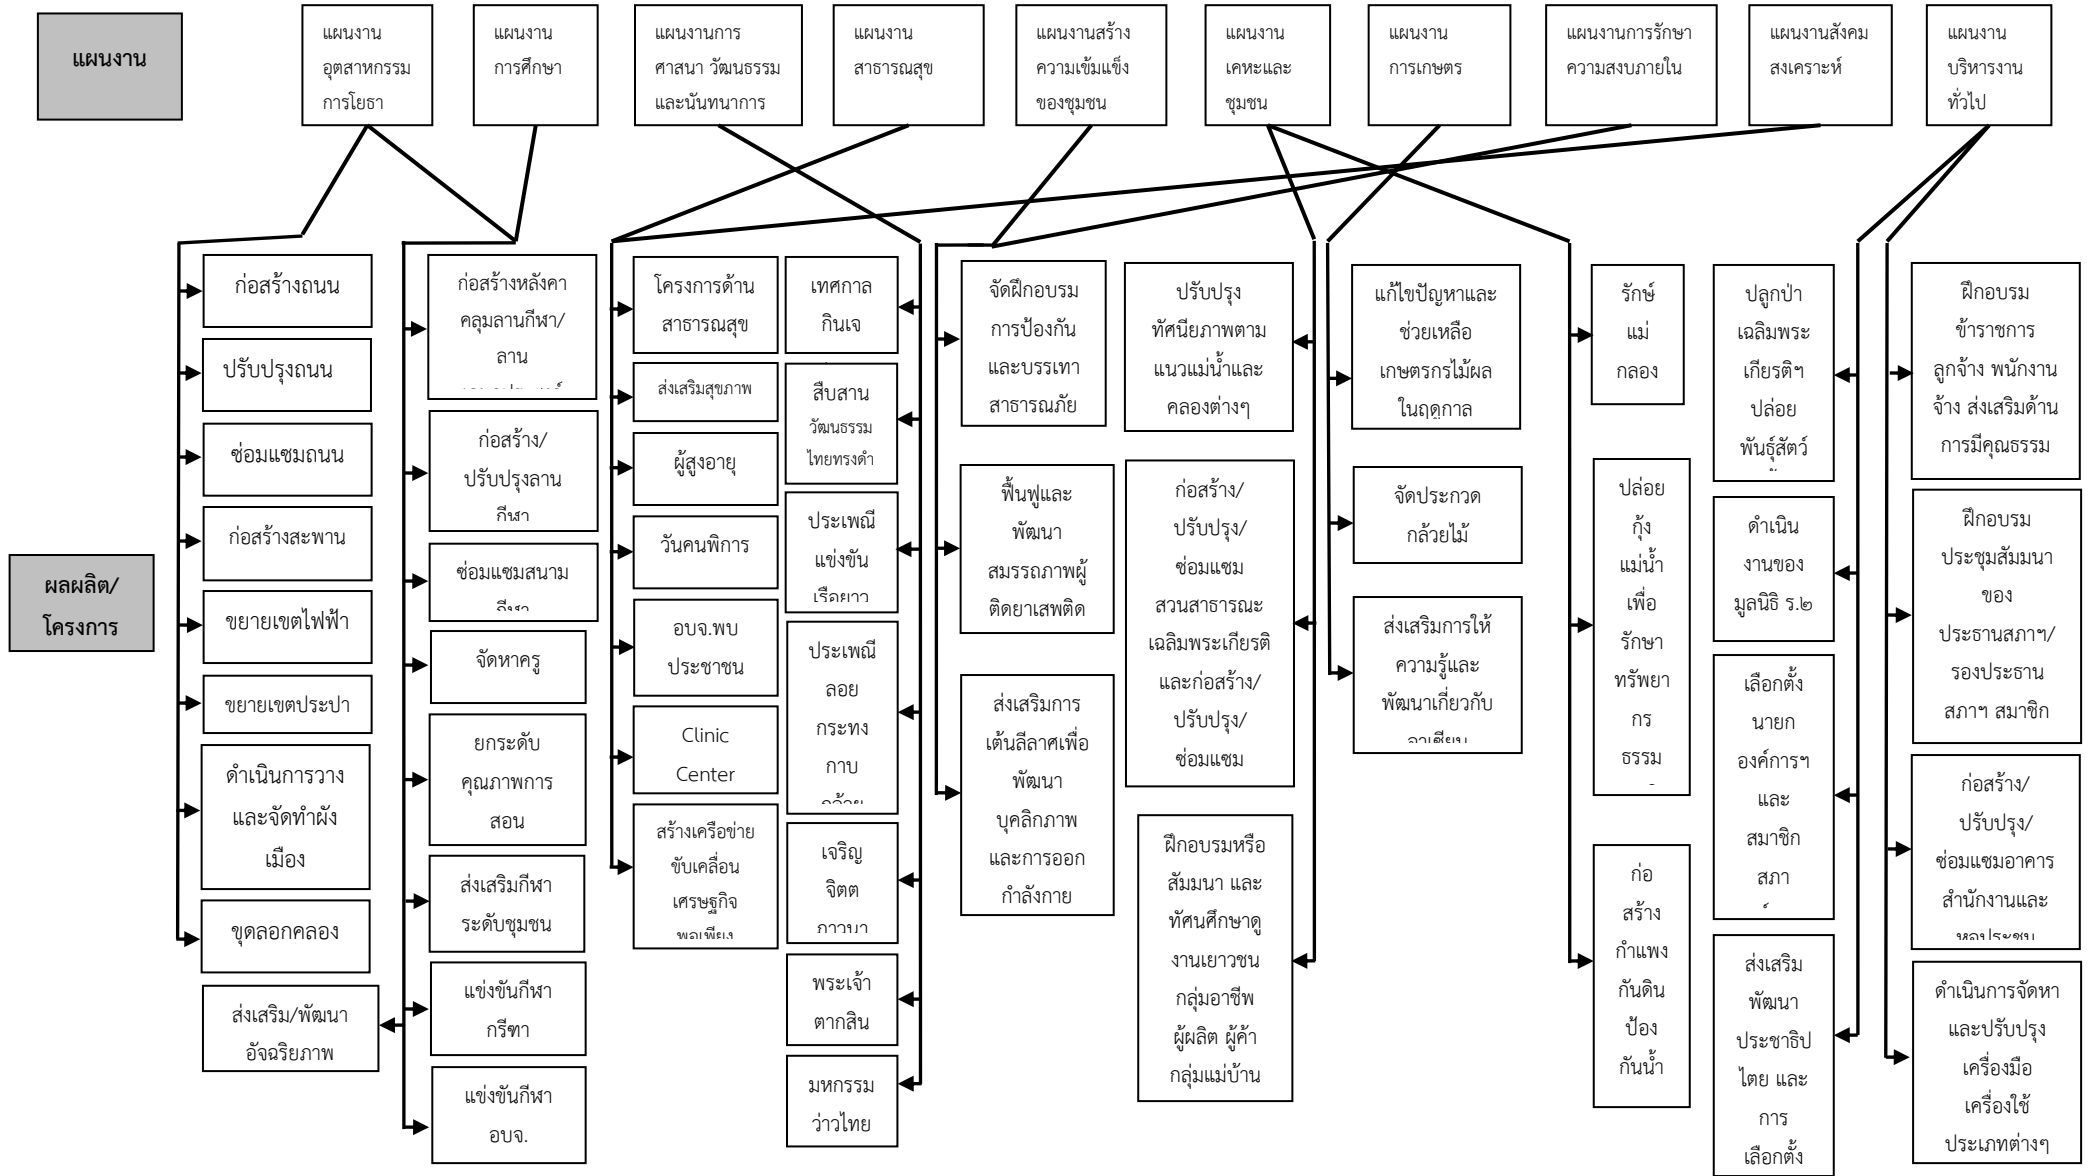 แผนงาน
แผนงาน
อุตสาหกรรม
การโยธา
แผนงาน
การศึกษา
แผนงานการ
ศาสนา วัฒนธรรม
และนันทนาการ
แผนงาน
สาธารณสุข
แผนงานสร้าง
ความเข้มแข็ง
ของชุมชน
แผนงาน
เคหะและ
ชุมชน
แผนงาน
การเกษตร
แผนงานการรักษา
ความสงบภายใน
แผนงานสังคม
สงเคราะห์
แผนงาน
บริหารงาน
ทั่วไป
ผลผลิต/
โครงการ
ก่อสร้างถนน
ปรับปรุงถนน
ซ่อมแซมถนน
ก่อสร้างสะพาน
ขยายเขตไฟฟ้า
ขยายเขตประปา
ดำเนินการวาง
และจัดทำผัง
เมือง
ขุดลอกคลอง
ส่งเสริม/พัฒนา
อัจฉริยภาพ
ก่อสร้างหลังคา
คลุมลานกีฬา/
ลาน
ก่อสร้าง/
ปรับปรุงลาน
กีฬา
ซ่อมแซมสนาม
กีฬา
จัดหาครู
ยกระดับ
คุณภาพการ
สอน
ส่งเสริมกีฬา
ระดับชุมชน
แข่งขันกีฬา
กรีฑา
แข่งขันกีฬา
อบจ.
โครงการด้าน
สาธารณสุข
ส่งเสริมสุขภาพ
ผู้สูงอายุ
วันคนพิการ
อบจ.พบ
ประชาชน
Clinic
Center
สร้างเครือข่าย
ขับเคลื่อน
เศรษฐกิจ
พอเพียง
เทศกาล
กินเจ
สืบสาน
วัฒนธรรม
ไทยทรงดำ
ประเพณี
แข่งขัน
เรือยาว
ประเพณี
ลอย
กระทง
กาบ
กล้วย
เจริญ
จิตต
ภาวนา
พระเจ้า
ตากสิน
มหกรรม
ว่าวไทย
จัดฝึกอบรม
การป้องกัน
และบรรเทา
สาธารณภัย
ฟื้นฟูและ
พัฒนา
สมรรถภาพผู้
ติดยาเสพติด
ส่งเสริมการ
เต้นลีลาศเพื่อ
พัฒนา
บุคลิกภาพ
และการออก
กำลังกาย
ปรับปรุง
ทัศนียภาพตาม
แนวแม่น้ำและ
คลองต่างๆ
ก่อสร้าง/
ปรับปรุง/
ซ่อมแซม
สวนสาธารณะ
เฉลิมพระเกียรติ
และก่อสร้าง/
ปรับปรุง/
ซ่อมแซม
ฝึกอบรมหรือ
สัมมนา และ
ทัศนศึกษาดู
งานเยาวชน
กลุ่มอาชีพ
ผู้ผลิต ผู้ค้า
กลุ่มแม่บ้าน
แก้ไขปัญหาและ
ช่วยเหลือ
เกษตรกรไม้ผล
ในฤดูกาล
จัดประกวด
กล้วยไม้
ส่งเสริมการให้
ความรู้และ
พัฒนาเกี่ยวกับ
อาเซียน
รักษ์
แม่
กลอง
ปล่อย
กุ้ง
แม่น้ำ
เพื่อ
รักษา
ทรัพยา
กร
ธรรม
ก่อ
สร้าง
กำแพง
กันดิน
ป้อง
กันน้ำ
ปลูกป่า
เฉลิมพระ
เกียรติฯ
ปล่อย
พันธุ์สัตว์
ดำเนิน
งานของ
มูลนิธิ ร.๒
เลือกตั้ง
นายก
องค์การฯ
และ
สมาชิก
สภา
ส่งเสริม
พัฒนา
ประชาธิป
ไตย และ
การ
เลือกตั้ง
ฝึกอบรม
ข้าราชการ
ลูกจ้าง พนักงาน
จ้าง ส่งเสริมด้าน
การมีคุณธรรม
ฝึกอบรม
ประชุมสัมมนา
ของ
ประธานสภาฯ/
รองประธาน
สภาฯ สมาชิก
ก่อสร้าง/
ปรับปรุง/
ซ่อมแซมอาคาร
สำนักงานและ
หอประชุม
ดำเนินการจัดหา
และปรับปรุง
เครื่องมือ
เครื่องใช้
ประเภทต่างๆ